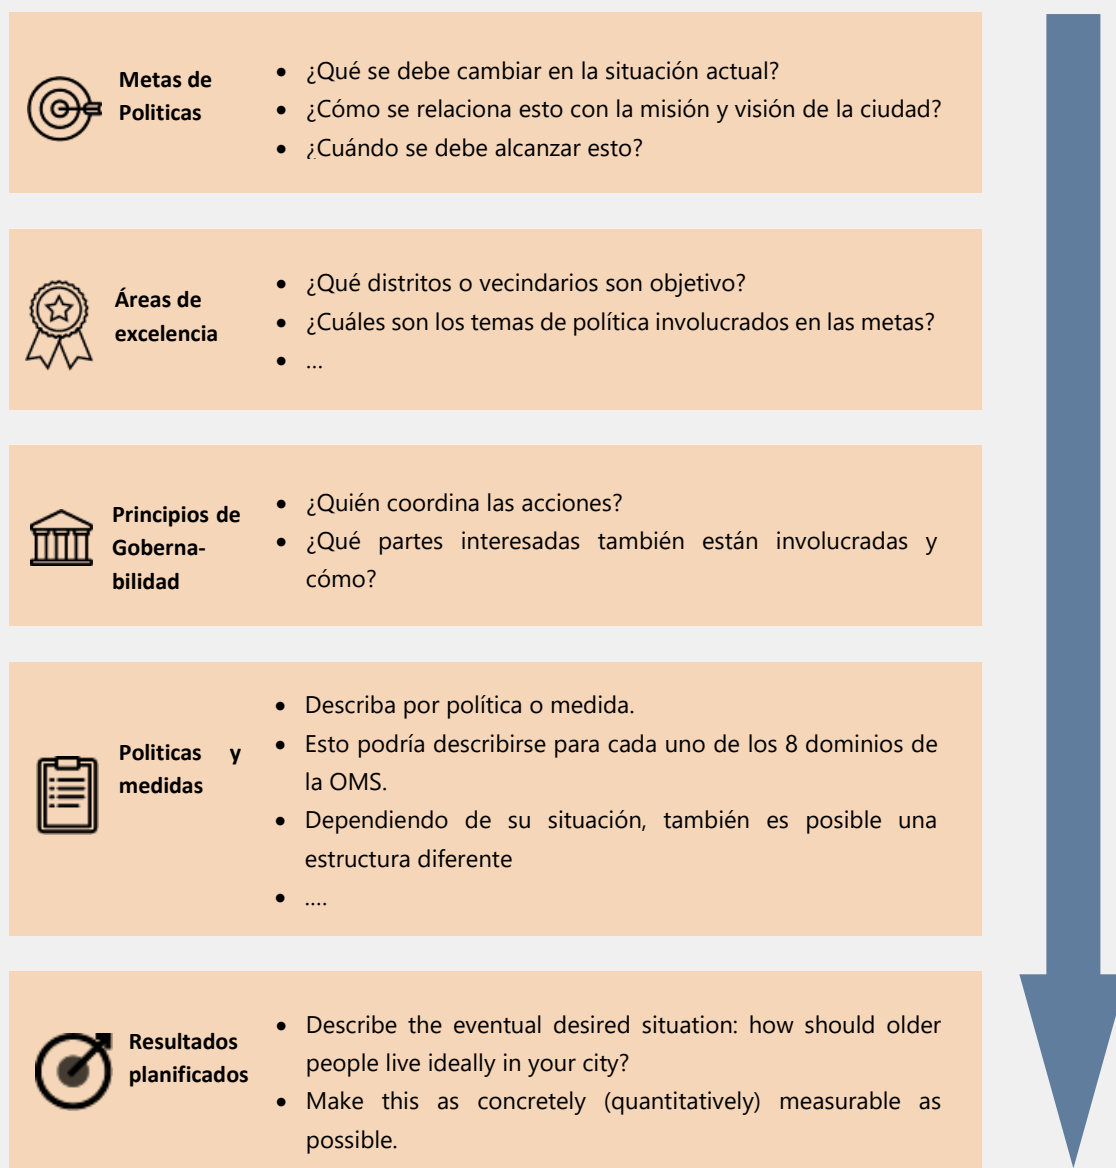 Metas de
Politicas
• ¿Qué se debe cambiar en la situación actual?
• ¿Cómo se relaciona esto con la misión y visión de la ciudad?
• ¿Cuándo se debe alcanzar esto?
Áreas de
excelencia
• ¿Qué distritos o vecindarios son objetivo?
• ¿Cuáles son los temas de política involucrados en las metas?
• ...
Principios de
Goberna-
bilidad
• ¿Quién coordina las acciones?
• ¿Qué partes interesadas también están involucradas y
cómo?
Politicas y
medidas
• Describa por política o medida.
• Esto podría describirse para cada uno de los 8 dominios de
la OMS.
• Dependiendo de su situación, también es posible una
estructura diferente
• ....
Resultados
planificados
• Describe the eventual desired situation: how should older
people live ideally in your city?
• Make this as concretely (quantitatively) measurable as
possible.